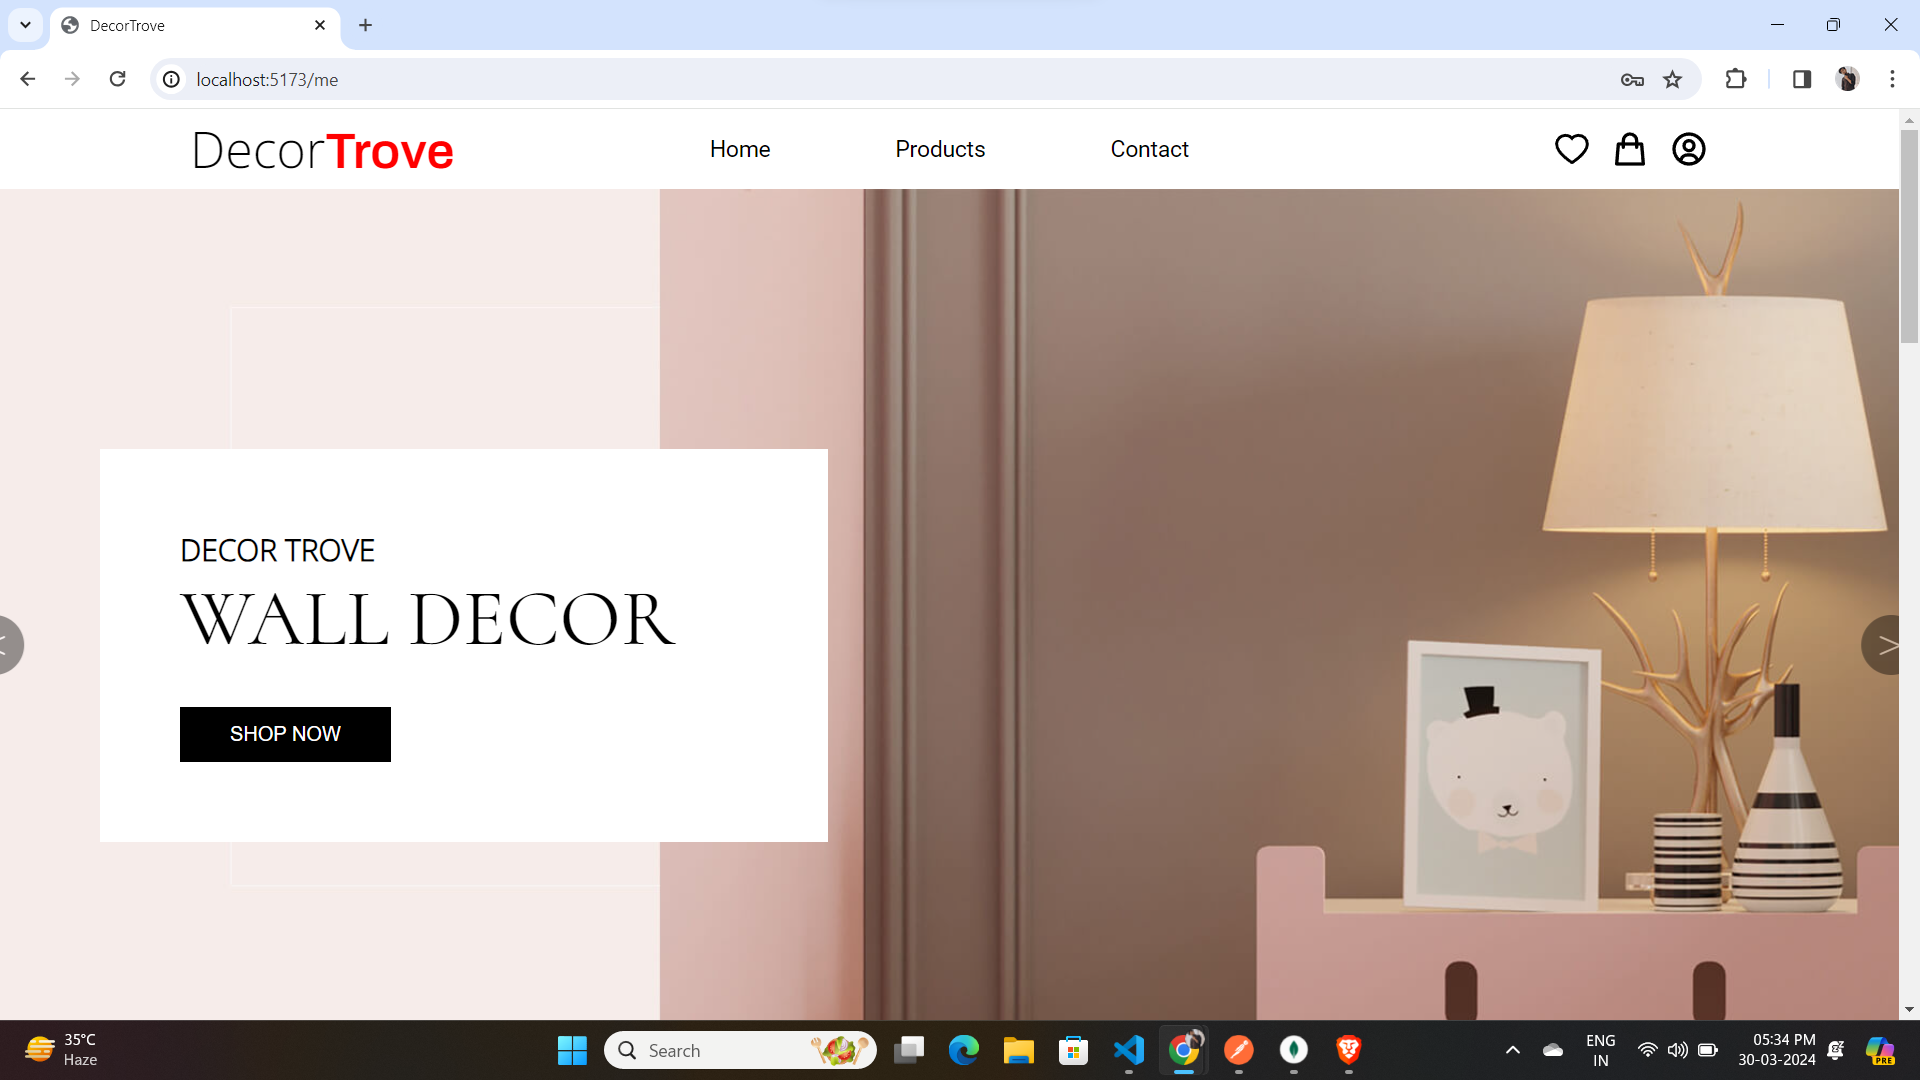 DecorTrove
localhost:5173/me
DecorTrove
Home
Products
Contact
DECOR TROVE
WALL DECOR
SHOP NOW
<
>
35°C
Haze
Search
PRE
ENG
IN
05:34 PM
30-03-2024